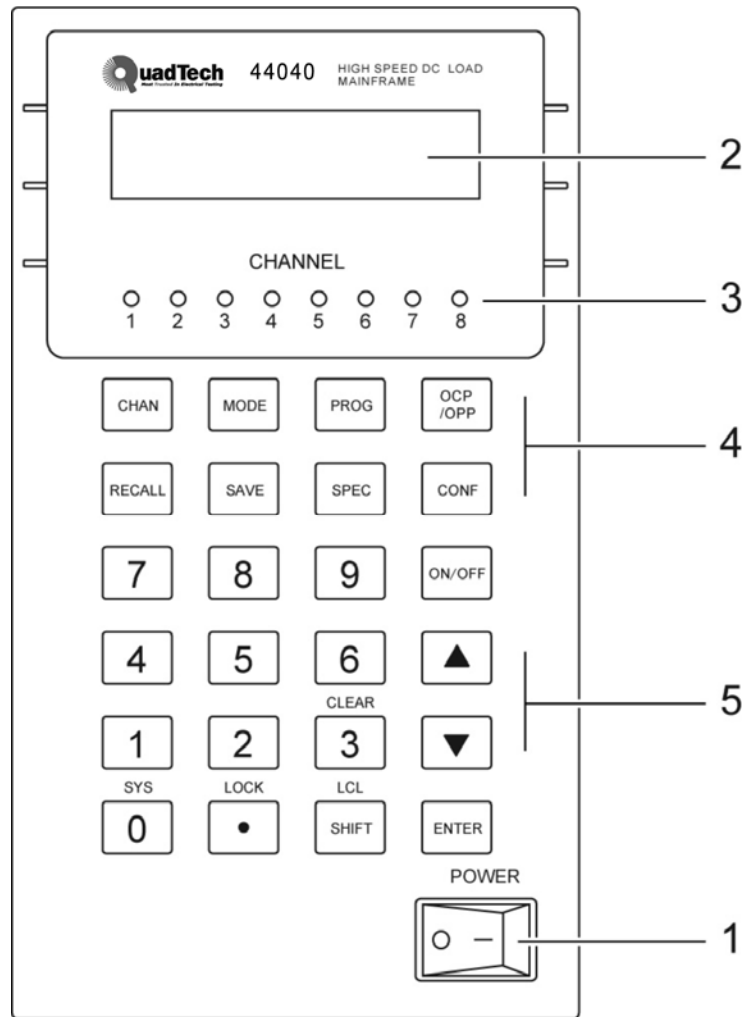 QuadTech 44040 HIGH SPEED DC LOAD
Most Trusted In Electrical Testing MAINFRAME
2
CHANNEL
3
1 2 3 4 5 6 7 8
CHAN MODE PROG OCP
/OPP
4
RECALL SAVE SPEC CONF
7 8 9 ON/OFF
4 5 6 ▲
5
CLEAR
1 2 3 ▼
SYS LOCK LCL
0 • SHIFT ENTER
POWER
O — 1